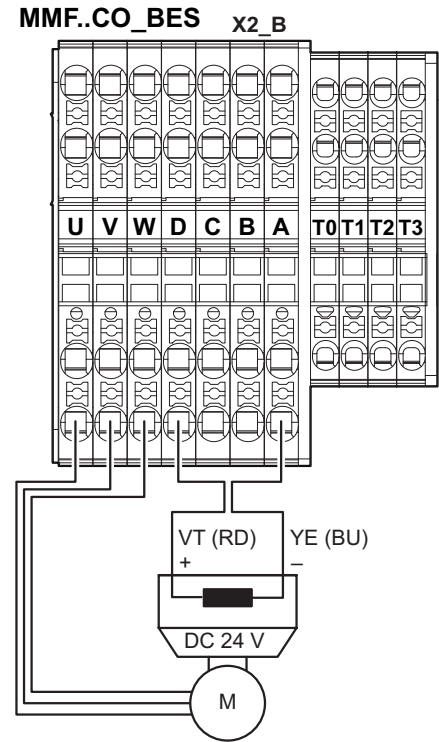 MMF..CO_BES X2_B
U V W D C B A T0 T1 T2 T3
VT (RD) YE (BU)
+ –
DC 24 V
M